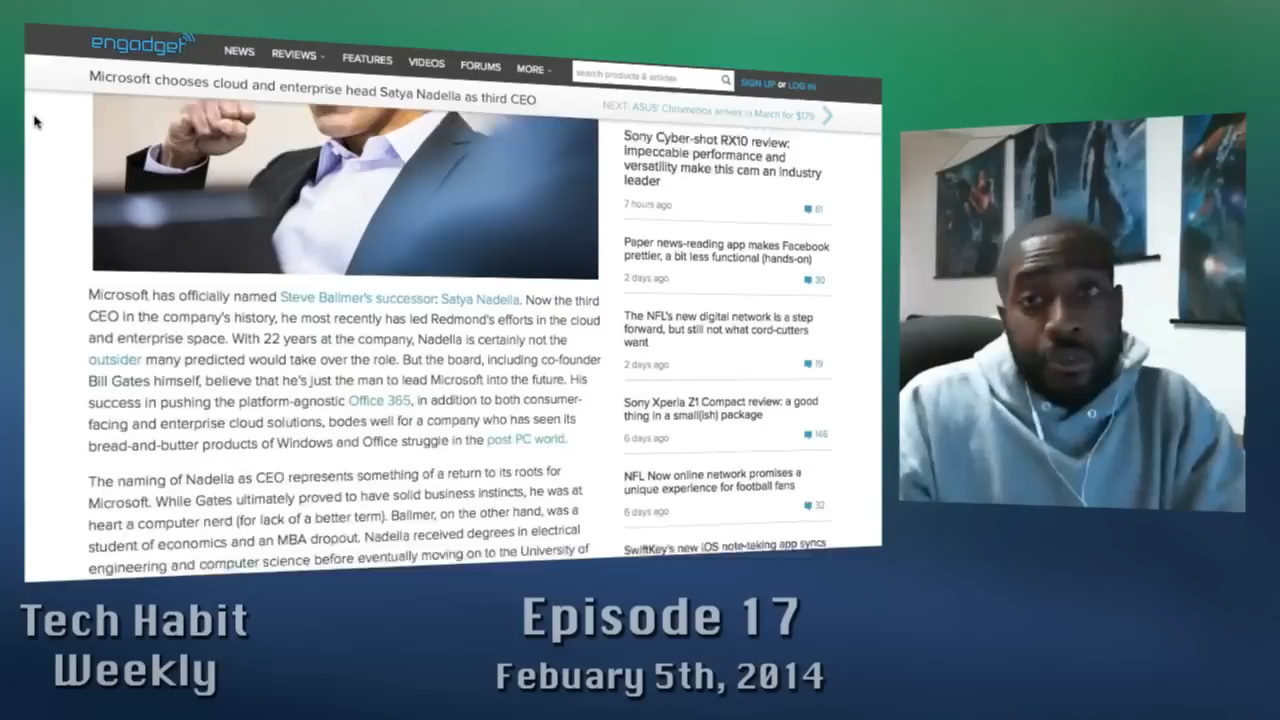 engadget
NEWS REVIEWS FEATURES VIDEOS FORUMS MORE
search products & articles
SIGN UP or LOG IN
Microsoft chooses cloud and enterprise head Satya Nadella as third CEO
NEXT: ASUS' Chromebox arrives in March for $179
Microsoft has officially named Steve Ballmer's successor: Satya Nadella. Now the third
CEO in the company's history, he most recently has led Redmond's efforts in the cloud
and enterprise space. With 22 years at the company, Nadella is certainly not the
outsider many predicted would take over the role. But the board, including co-founder
Bill Gates himself, believe that he's just the man to lead Microsoft into the future. His
success in pushing the platform-agnostic Office 365, in addition to both consumer-
facing and enterprise cloud solutions, bodes well for a company who has seen its
bread-and-butter products of Windows and Office struggle in the post PC world.
The naming of Nadella as CEO represents something of a return to its roots for
Microsoft. While Gates ultimately proved to have solid business instincts, he was at
heart a computer nerd (for lack of a better term). Ballmer, on the other hand, was a
student of economics and an MBA dropout. Nadella received degrees in electrical
engineering and computer science before eventually moving on to the University of
Sony Cyber-shot RX10 review:
impeccable performance and
versatility make this cam an industry
leader
7 hours ago 61
Paper news-reading app makes Facebook
prettier, a bit less functional (hands-on)
2 days ago 30
The NFL's new digital network is a step
forward, but still not what cord-cutters
want
2 days ago 19
Sony Xperia Z1 Compact review: a good
thing in a small(ish) package
6 days ago 146
NFL Now online network promises a
unique experience for football fans
6 days ago 32
SwiftKey's new iOS note-taking app syncs
Tech Habit
Weekly
Episode 17
Febuary 5th, 2014